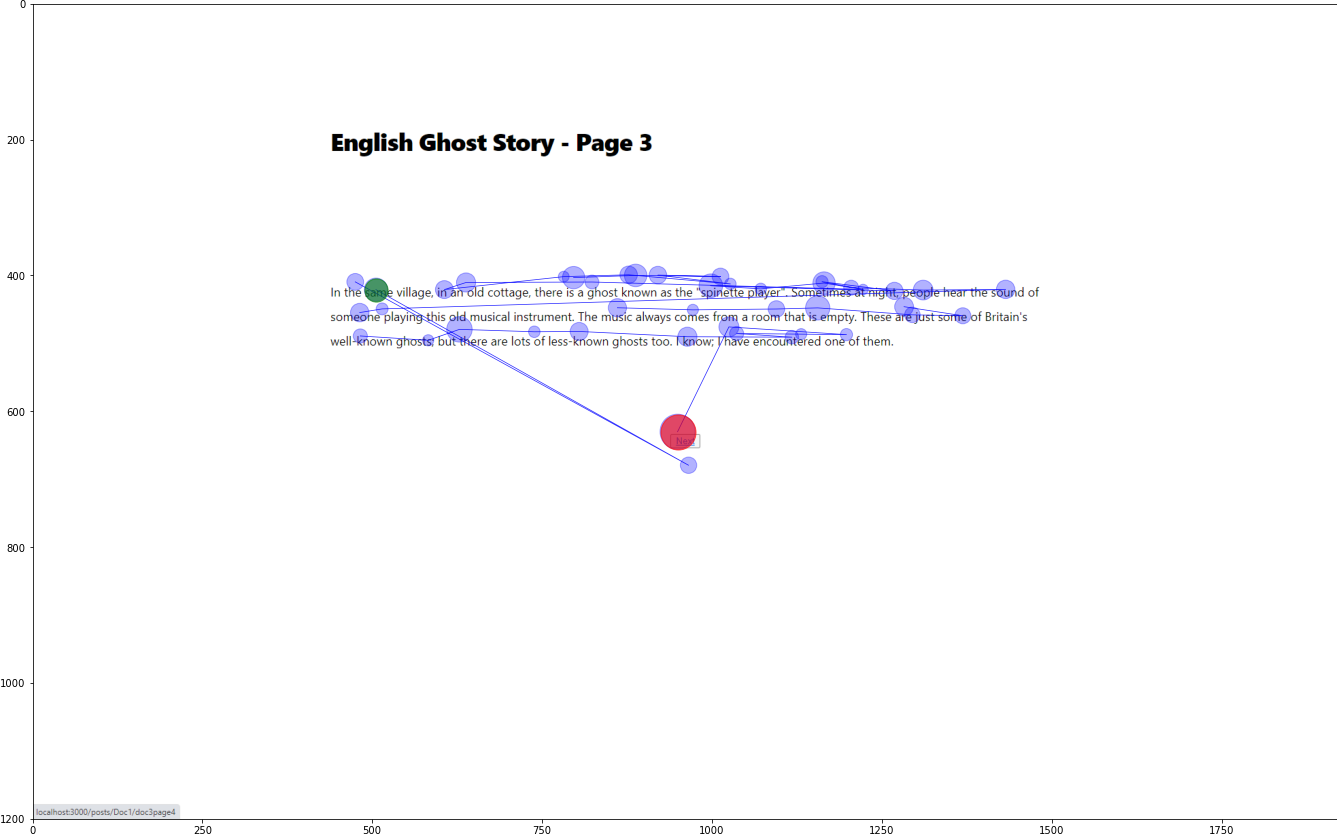 0
200
English Ghost Story - Page 3
400
In the same village, in an old cottage, there is a ghost known as the "spinette player". Sometimes at night, people hear the sound of
someone playing this old musical instrument. The music always comes from a room that is empty. These are just some of Britain's
well-known ghosts, but there are lots of less-known ghosts too. I know; I have encountered one of them.
600
Next
800
1000
localhost:3000/posts/Doc1/doc3page4
1200
0 250 500 750 1000 1250 1500 1750